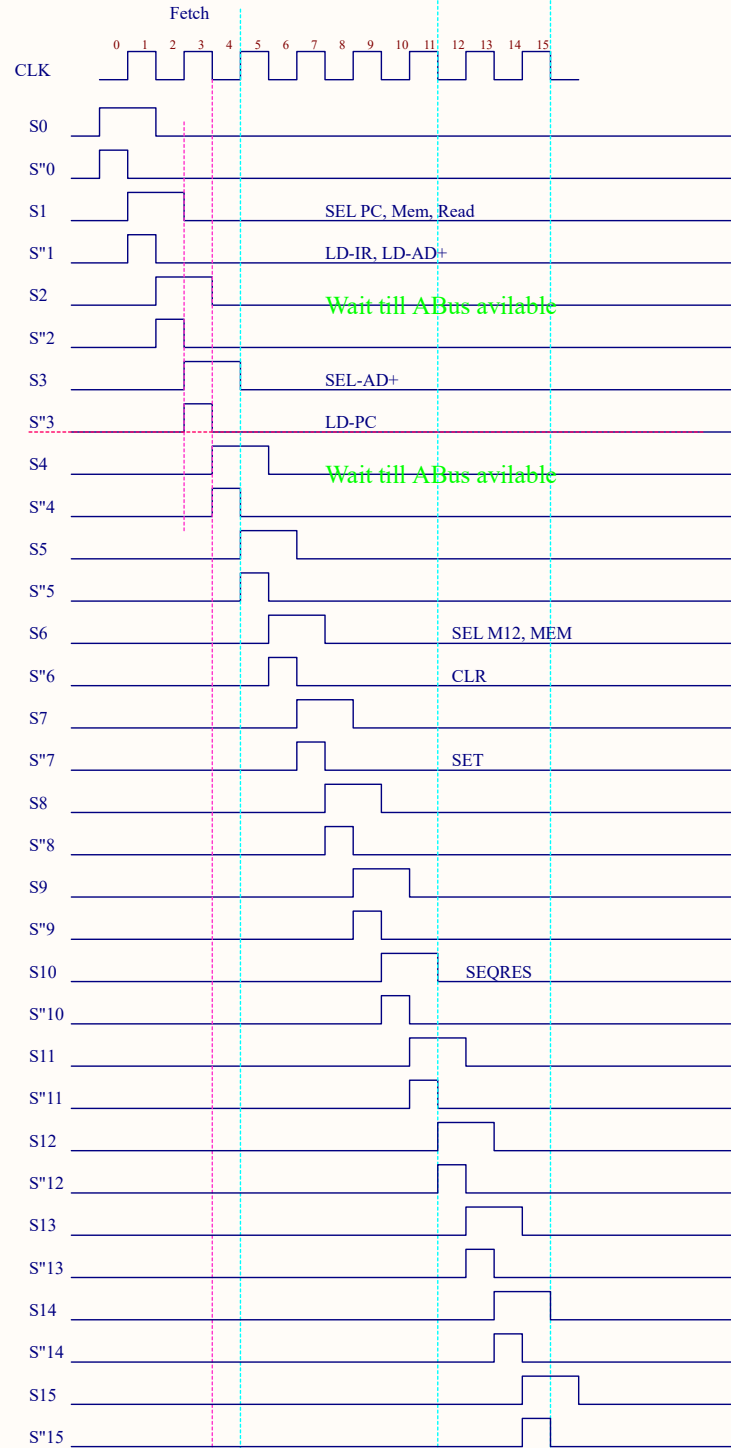 Fetch
0 1 2 3 4 5 6 7 8 9 10 11 12 13 14 15
CLK
S0
S"0
S1 SEL PC, Mem, Read
S"1 LD-IR, LD-AD+
S2 Wait till ABus avilable
S"2
S3 SEL-AD+
S"3 LD-PC
S4 Wait till ABus avilable
S"4
S5
S"5
S6 SEL M12, MEM
S"6 CLR
S7
S"7 SET
S8
S"8
S9
S"9
S10 SEQRES
S"10
S11
S"11
S12
S"12
S13
S"13
S14
S"14
S15
S"15